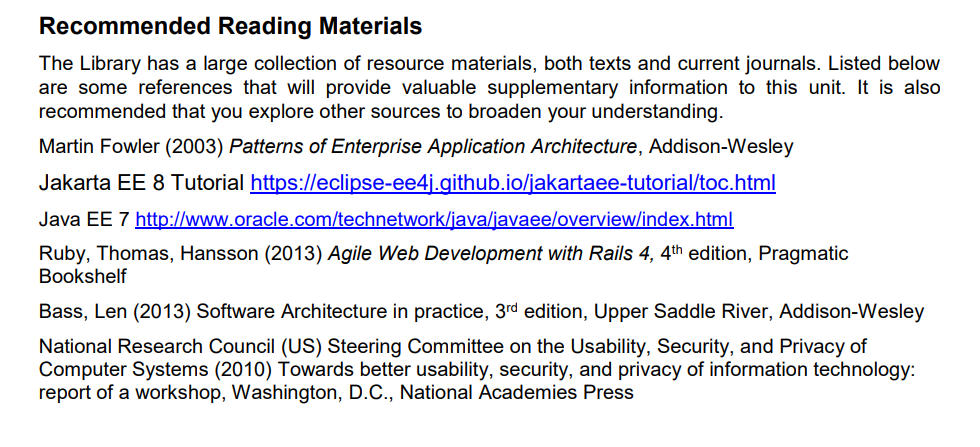 Recommended Reading Materials
The Library has a large collection of resource materials, both texts and current journals. Listed below
are some references that will provide valuable supplementary information to this unit. It is also
recommended that you explore other sources to broaden your understanding.
Martin Fowler (2003) Patterns of Enterprise Application Architecture, Addison-Wesley
Jakarta EE 8 Tutorial https://eclipse-ee4j.github.io/jakartaee-tutorial/toc.html
Java EE 7 http://www.oracle.com/technetwork/java/javaee/overview/index.html
Ruby, Thomas, Hansson (2013) Agile Web Development with Rails 4, 4th edition, Pragmatic
Bookshelf
Bass, Len (2013) Software Architecture in practice, 3rd edition, Upper Saddle River, Addison-Wesley
National Research Council (US) Steering Committee on the Usability, Security, and Privacy of
Computer Systems (2010) Towards better usability, security, and privacy of information technology:
report of a workshop, Washington, D.C., National Academies Press